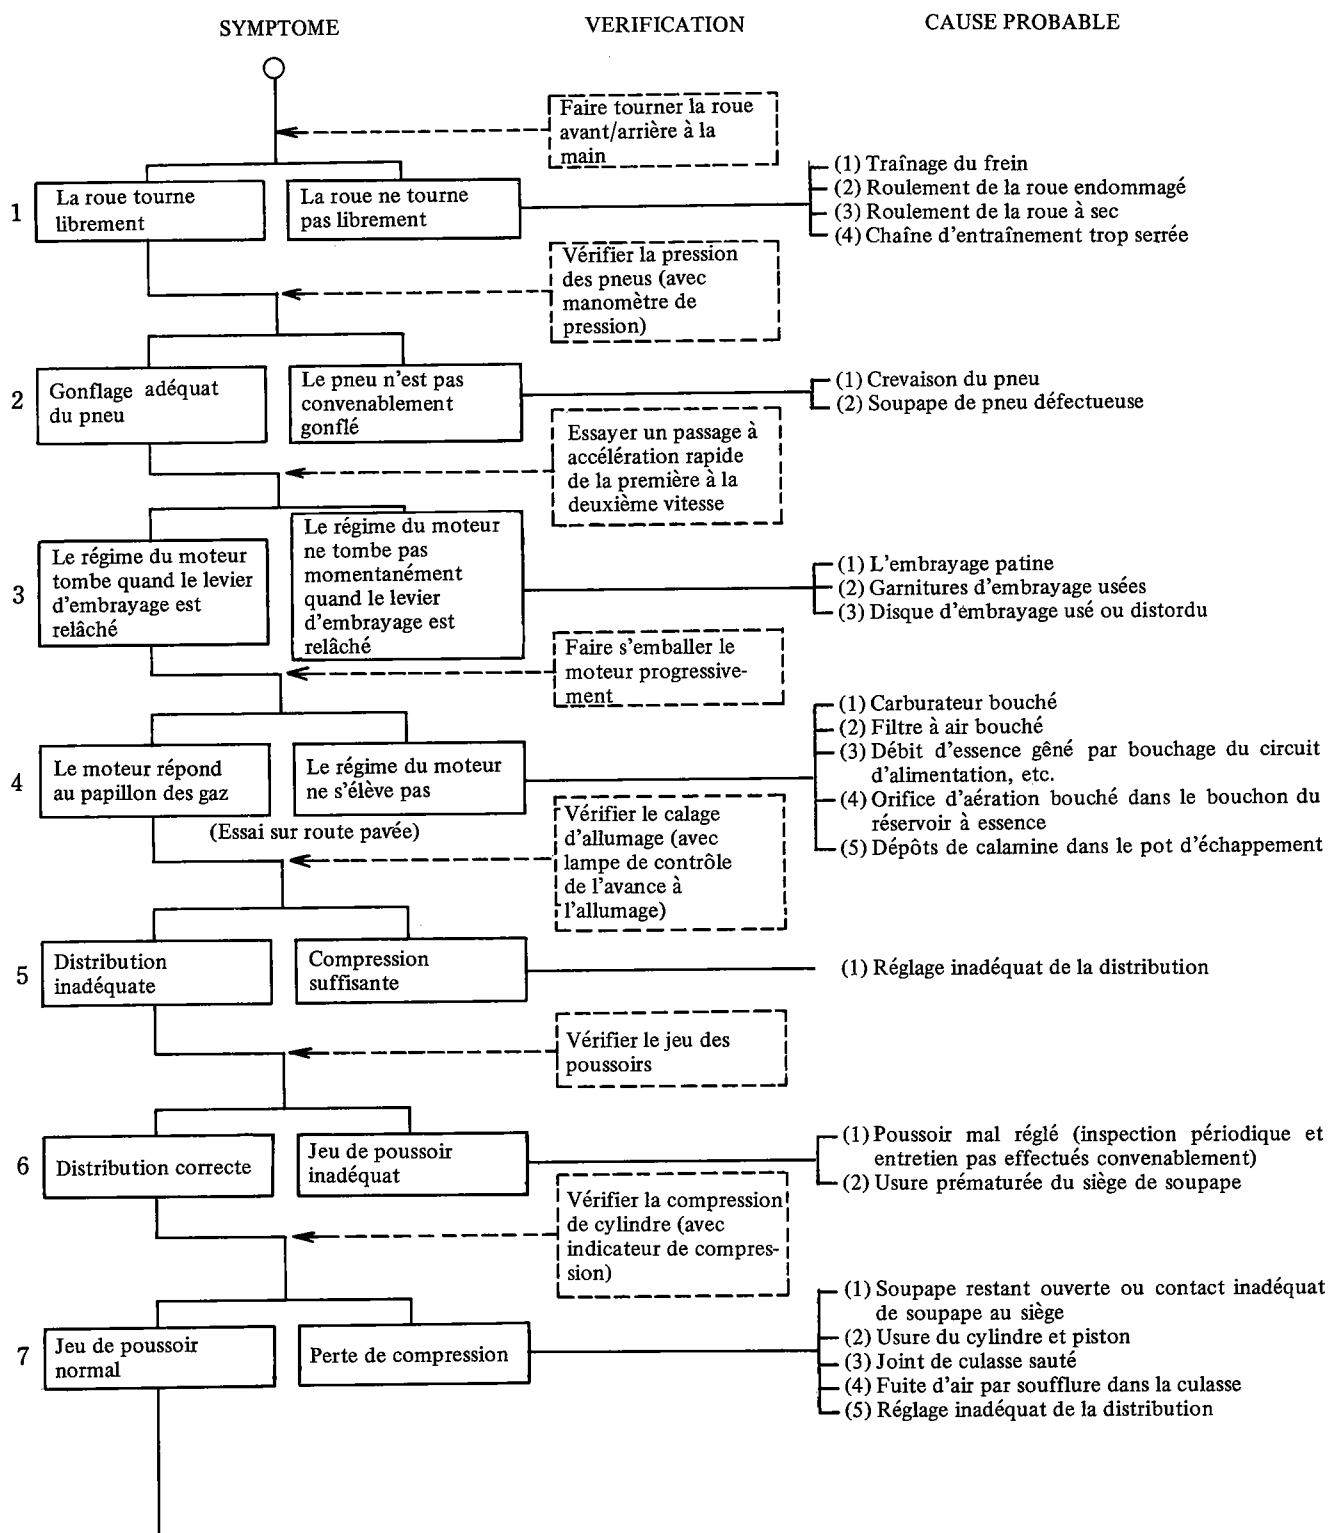 SYMPTOME
VERIFICATION
CAUSE PROBABLE
Faire tourner la roue
avant/arrière à la
main
1
La roue tourne
librement
La roue ne tourne
pas librement
(1) Traînage du frein
(2) Roulement de la roue endommagé
(3) Roulement de la roue à sec
(4) Chaîne d'entraînement trop serrée
Vérifier la pression
des pneus (avec
manomètre de
pression)
2
Gonflage adéquat
du pneu
Le pneu n'est pas
convenablement
gonflé
(1) Crevaison du pneu
(2) Soupape de pneu défectueuse
Essayer un passage à
accélération rapide
de la première à la
deuxième vitesse
3
Le régime du moteur
tombe quand le levier
d'embrayage est
relâché
Le régime du moteur
ne tombe pas
momentanément
quand le levier
d'embrayage est
relâché
(1) L'embrayage patine
(2) Garnitures d'embrayage usées
(3) Disque d'embrayage usé ou distordu
Faire s'emballer le
moteur progressive-
ment
4
Le moteur répond
au papillon des gaz
Le régime du moteur
ne s'élève pas
(Essai sur route pavée)
(1) Carburateur bouché
(2) Filtre à air bouché
(3) Débit d'essence gêné par bouchage du circuit
d'alimentation, etc.
(4) Orifice d'aération bouché dans le bouchon du
réservoir à essence
(5) Dépôts de calamine dans le pot d'échappement
Vérifier le calage
d'allumage (avec
lampe de contrôle
de l'avance à
l'allumage)
5
Distribution
inadéquate
Compression
suffisante
(1) Réglage inadéquat de la distribution
Vérifier le jeu des
poussoirs
6
Distribution correcte
Jeu de poussoir
inadéquat
(1) Poussoir mal réglé (inspection périodique et
entretien pas effectués convenablement)
(2) Usure prématurée du siège de soupape
Vérifier la compression
de cylindre (avec
indicateur de compres-
sion)
7
Jeu de poussoir
normal
Perte de compression
(1) Soupape restant ouverte ou contact inadéquat
de soupape au siège
(2) Usure du cylindre et piston
(3) Joint de culasse sauté
(4) Fuite d'air par soufflure dans la culasse
(5) Réglage inadéquat de la distribution